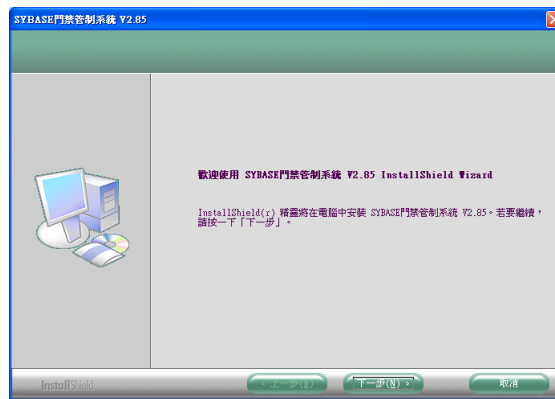 SYBASE門禁管制系統 V2.85
歡迎使用 SYBASE門禁管制系統 V2.85 InstallShield Wizard
InstallShield(r) 精靈將在電腦中安裝 SYBASE門禁管制系統 V2.85。若要繼續，
請按一下「下一步」。
InstallShield
< 上一步(B)
下一步(N) >
取消